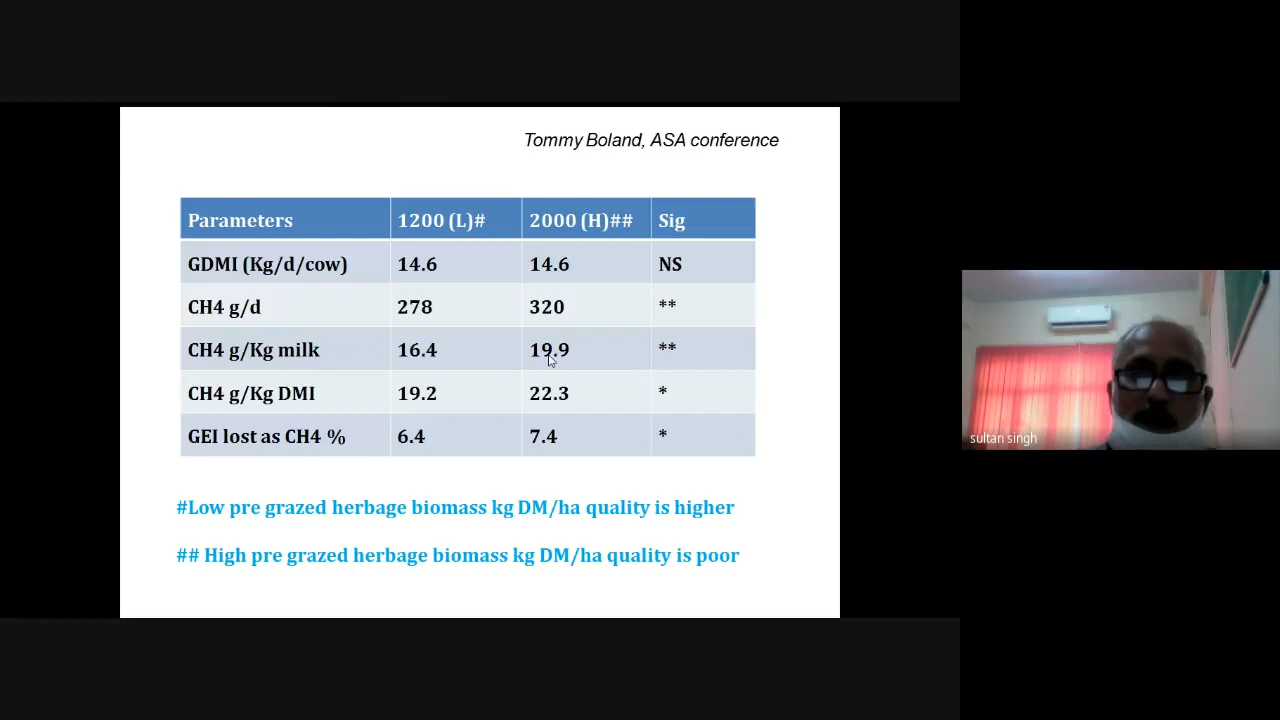 Tommy Boland, ASA conference
Parameters 1200 (L)# 2000 (H)## Sig
GDMI (Kg/d/cow) 14.6 14.6 NS
CH4 g/d 278 320 **
CH4 g/Kg milk 16.4 19.9 **
CH4 g/Kg DMI 19.2 22.3 *
GEI lost as CH4 % 6.4 7.4 *
#Low pre grazed herbage biomass kg DM/ha quality is higher
## High pre grazed herbage biomass kg DM/ha quality is poor
sultan singh